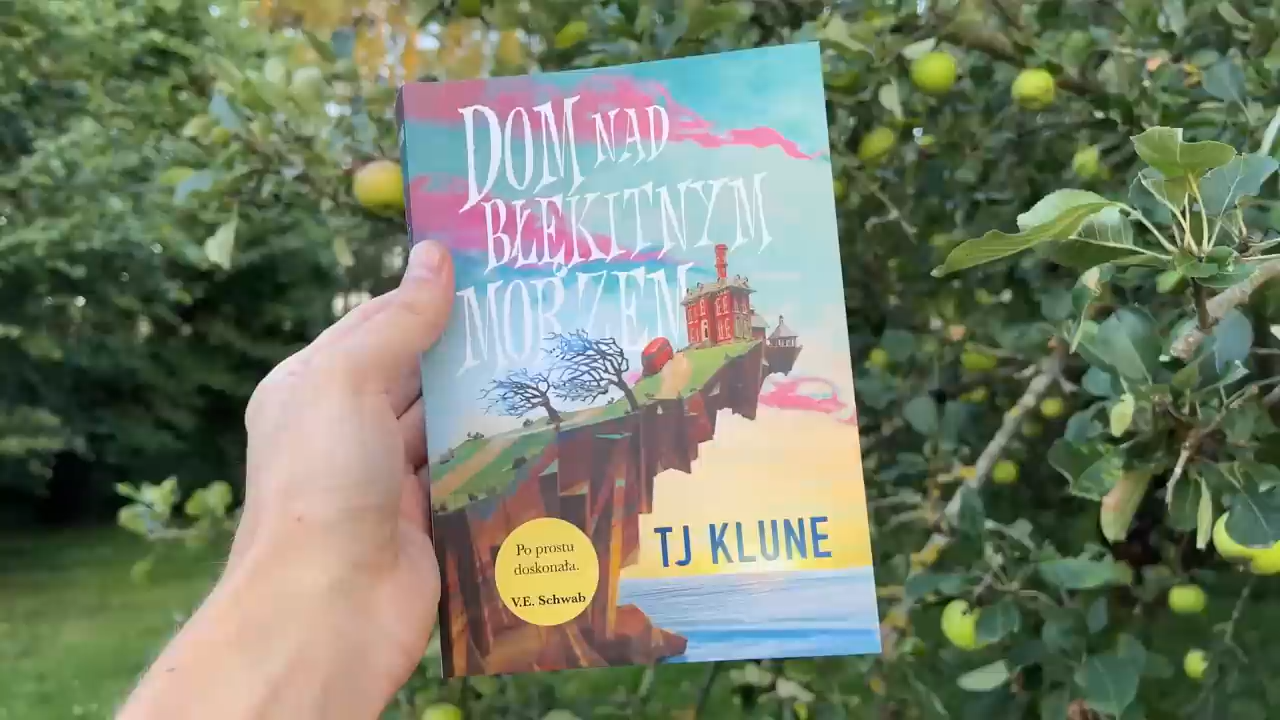 DOM NAD
BŁĘKITNYM
MORZEM
TJ KLUNE
Po prostu
doskonała.
V.E. Schwab